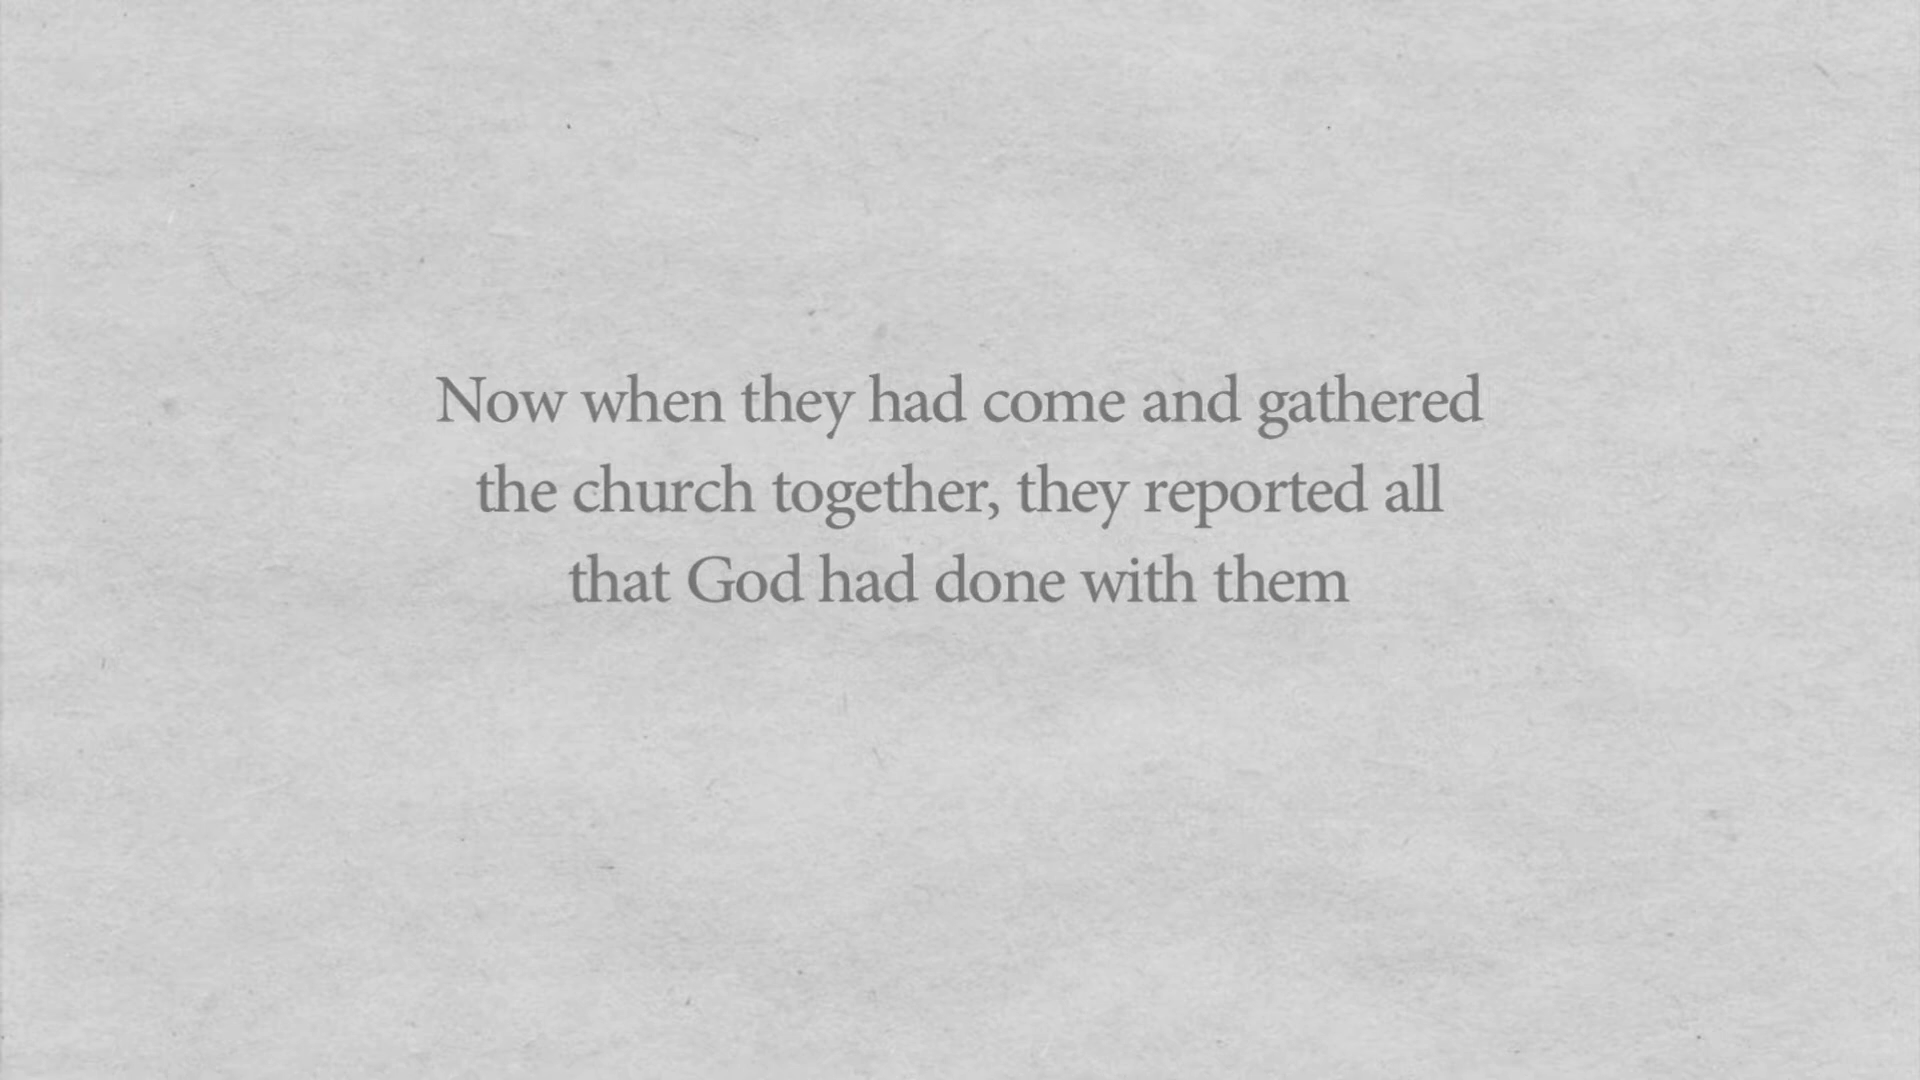 Now when they had come and gathered
the church together, they reported all
that God had done with them